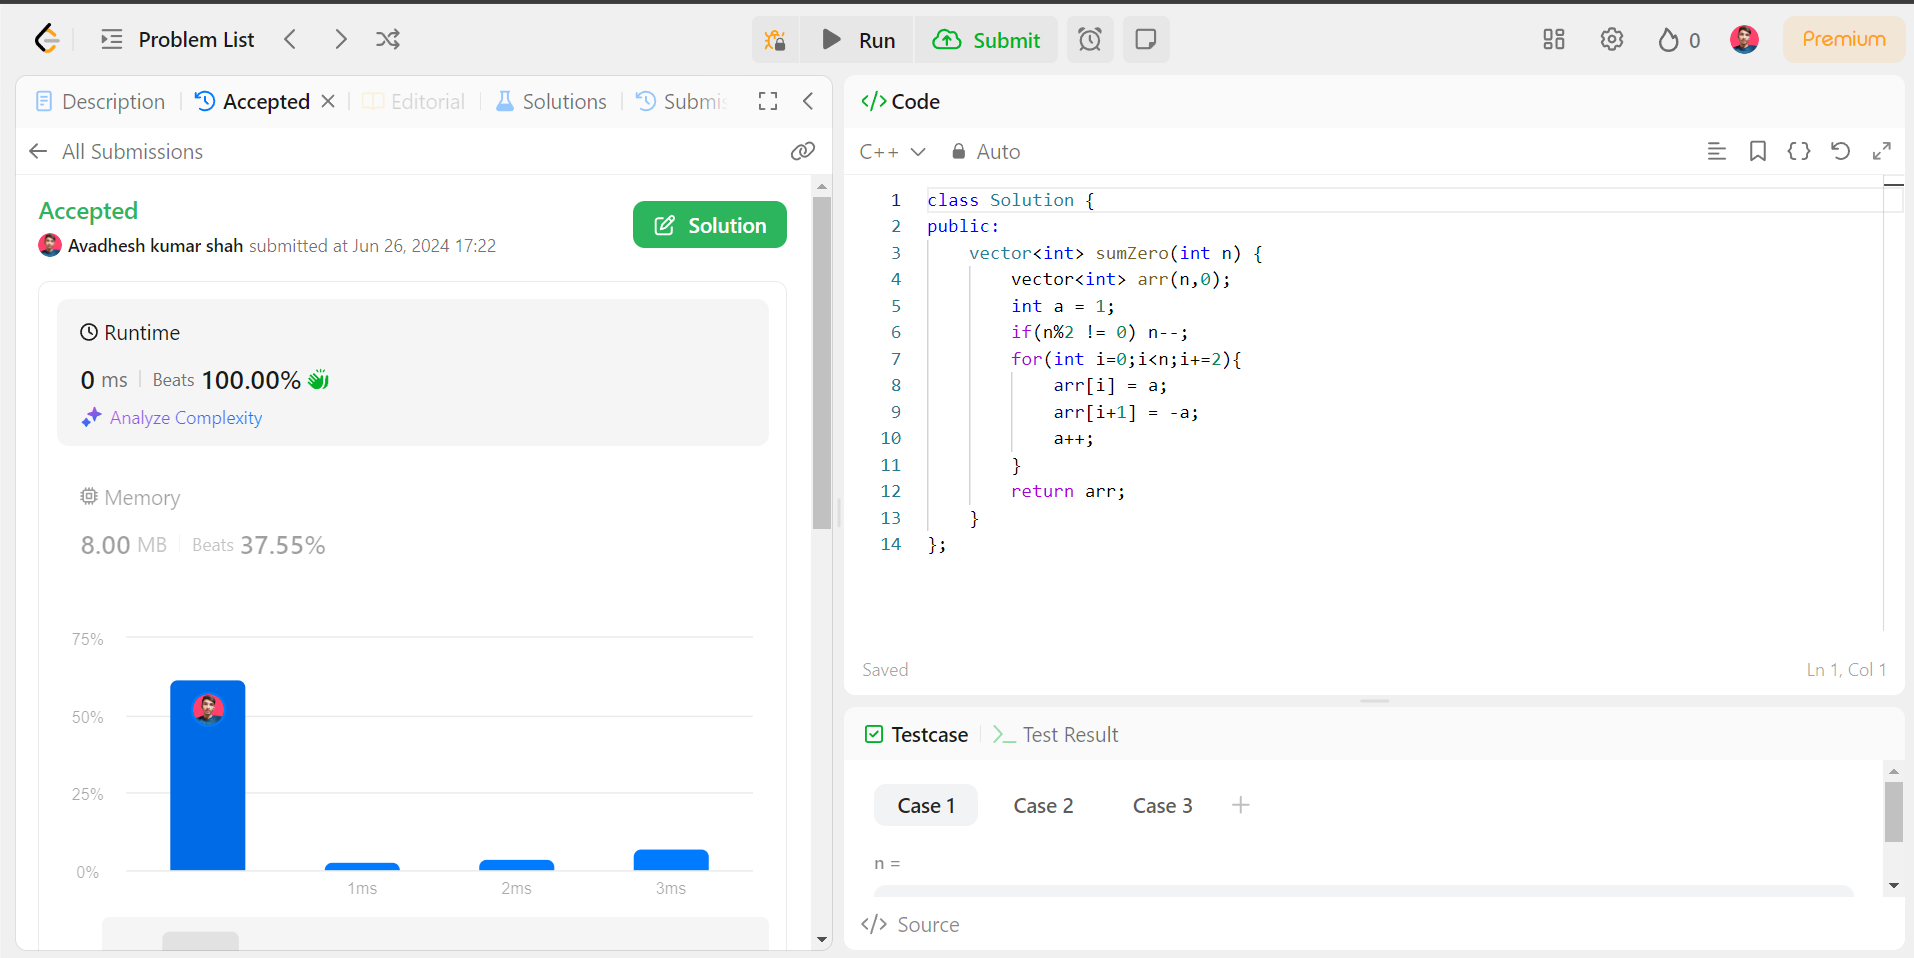 Problem List
Run
Submit
0
Premium
Description
Accepted
Editorial
Solutions
Submis
All Submissions
Accepted
Avadhesh kumar shah submitted at Jun 26, 2024 17:22
Solution
Runtime
0 ms Beats 100.00%
Analyze Complexity
Memory
8.00 MB Beats 37.55%
75%
50%
25%
0%
1ms 2ms 3ms
</> Code
C++ Auto
1 class Solution {
2 public:
3     vector<int> sumZero(int n) {
4         vector<int> arr(n,0);
5         int a = 1;
6         if(n%2 != 0) n--;
7         for(int i=0;i<n;i+=2){
8             arr[i] = a;
9             arr[i+1] = -a;
10             a++;
11         }
12         return arr;
13     }
14 };
Saved
Ln 1, Col 1
Testcase
Test Result
Case 1 Case 2 Case 3 +
n =
</> Source